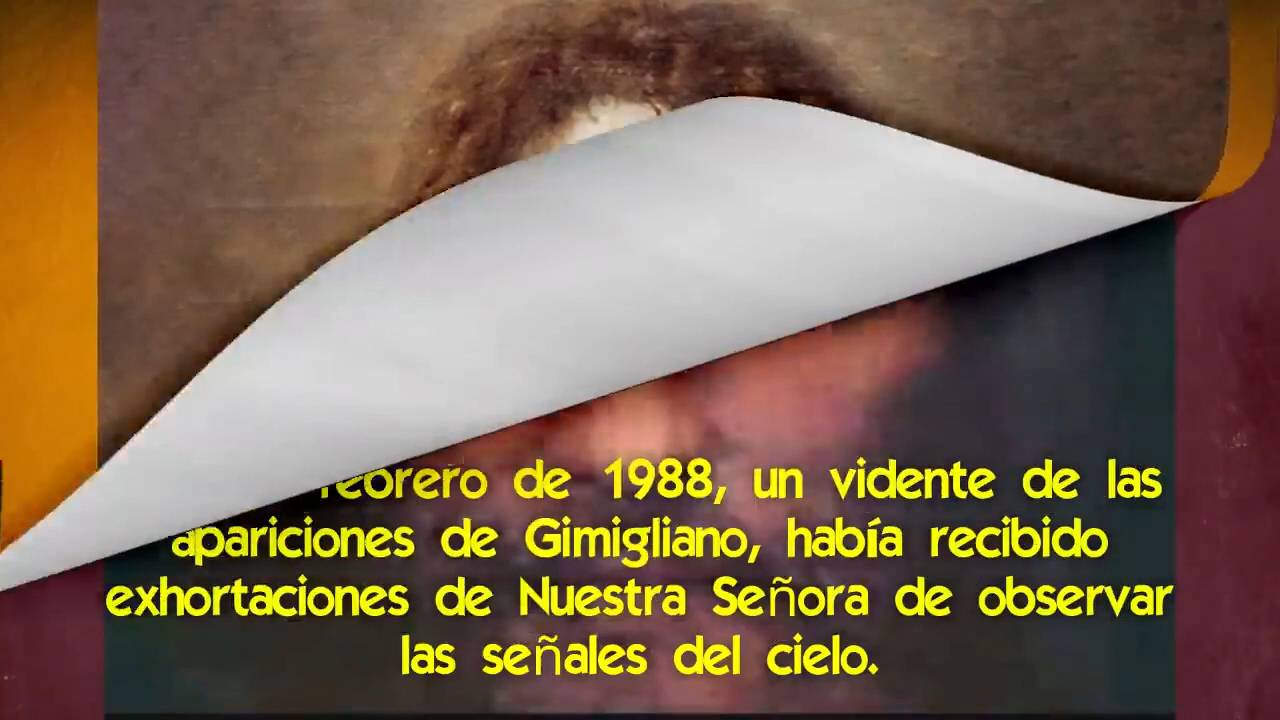 febrero de 1988, un vidente de las
apariciones de Gimigliano, había recibido
exhortaciones de Nuestra Señora de observar
las señales del cielo.